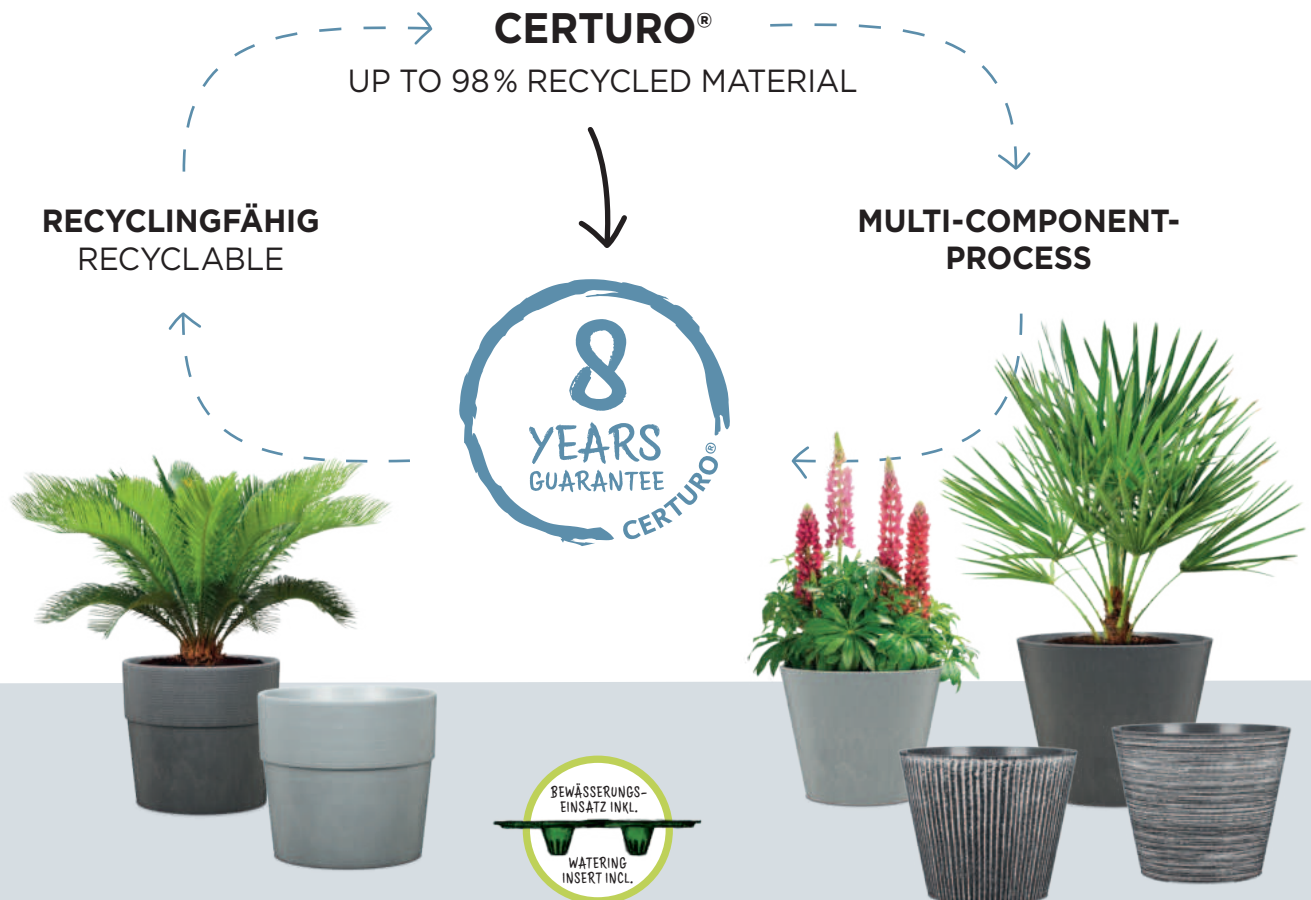 CERTURO®
UP TO 98% RECYCLED MATERIAL
RECYCLINGFÄHIG
RECYCLABLE
MULTI-COMPONENT-
PROCESS
8
YEARS
GUARANTEE
CERTURO®
BEWÄSSERUNGS-
EINSATZ INKL.
WATERING
INSERT INCL.